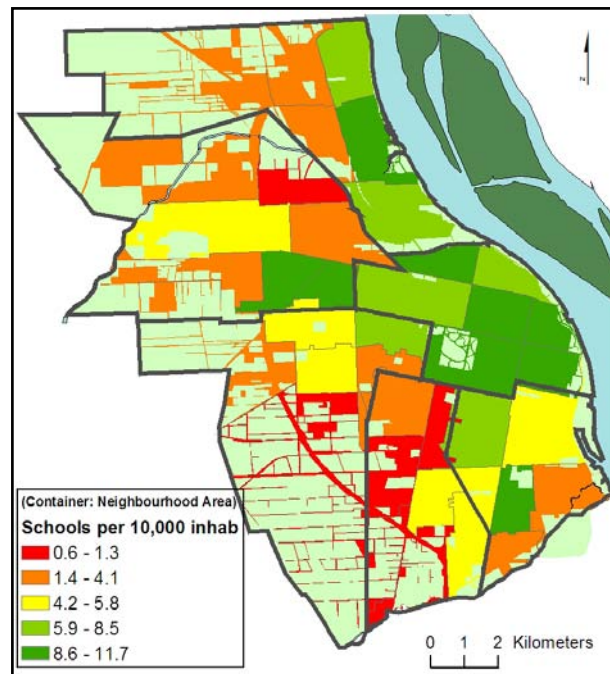 z
(Container: Neighbourhood Area)
Schools per 10,000 inhab
0.6 - 1.3
1.4 - 4.1
4.2 - 5.8
5.9 - 8.5
8.6 - 11.7
0 1 2 Kilometers